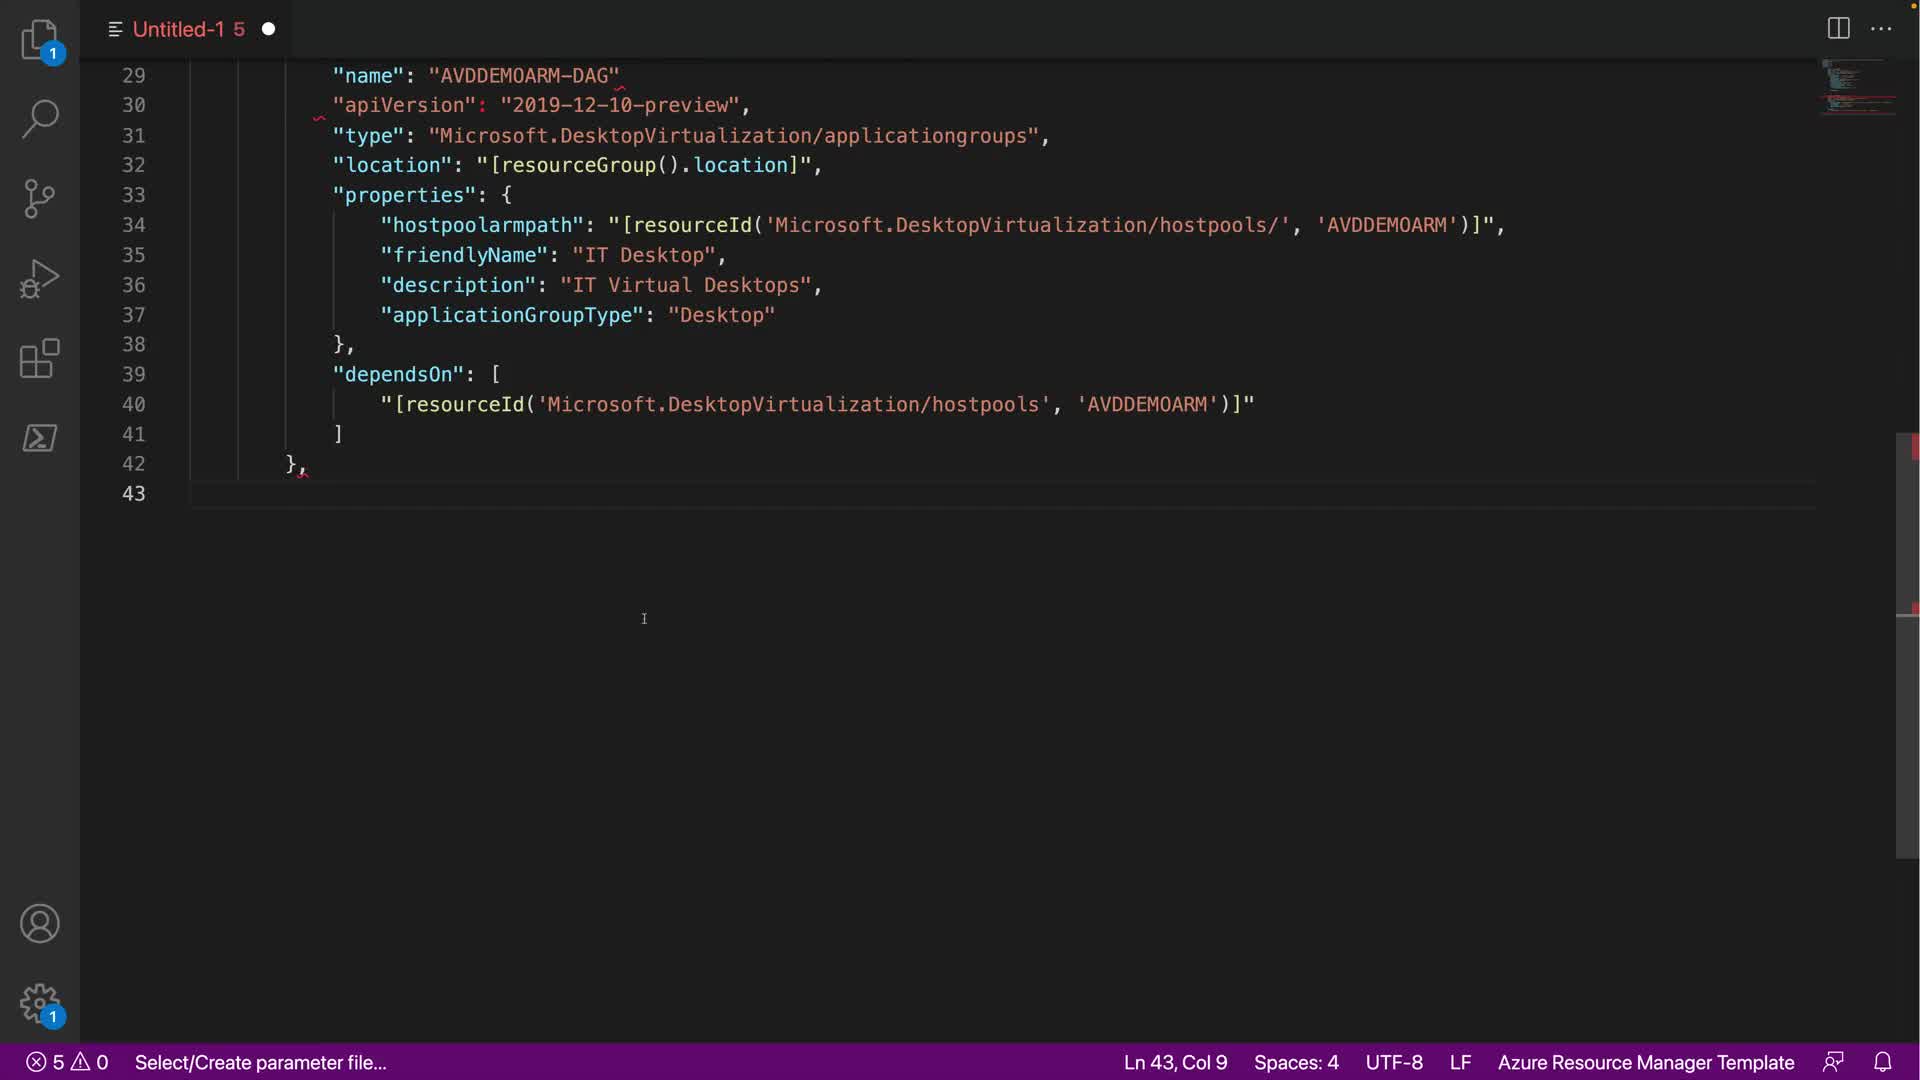 1
Untitled-1 5
29 "name": "AVDDEMOARM-DAG"
30 "apiVersion": "2019-12-10-preview",
31 "type": "Microsoft.DesktopVirtualization/applicationgroups",
32 "location": "[resourceGroup().location]",
33 "properties": {
34 "hostpoolarmpath": "[resourceId('Microsoft.DesktopVirtualization/hostpools/', 'AVDDEMOARM')]",
35 "friendlyName": "IT Desktop",
36 "description": "IT Virtual Desktops",
37 "applicationGroupType": "Desktop"
38 },
39 "dependsOn": [
40 "[resourceId('Microsoft.DesktopVirtualization/hostpools', 'AVDDEMOARM')]"
41 ]
42 },
43
1
5 0 Select/Create parameter file... Ln 43, Col 9 Spaces: 4 UTF-8 LF Azure Resource Manager Template